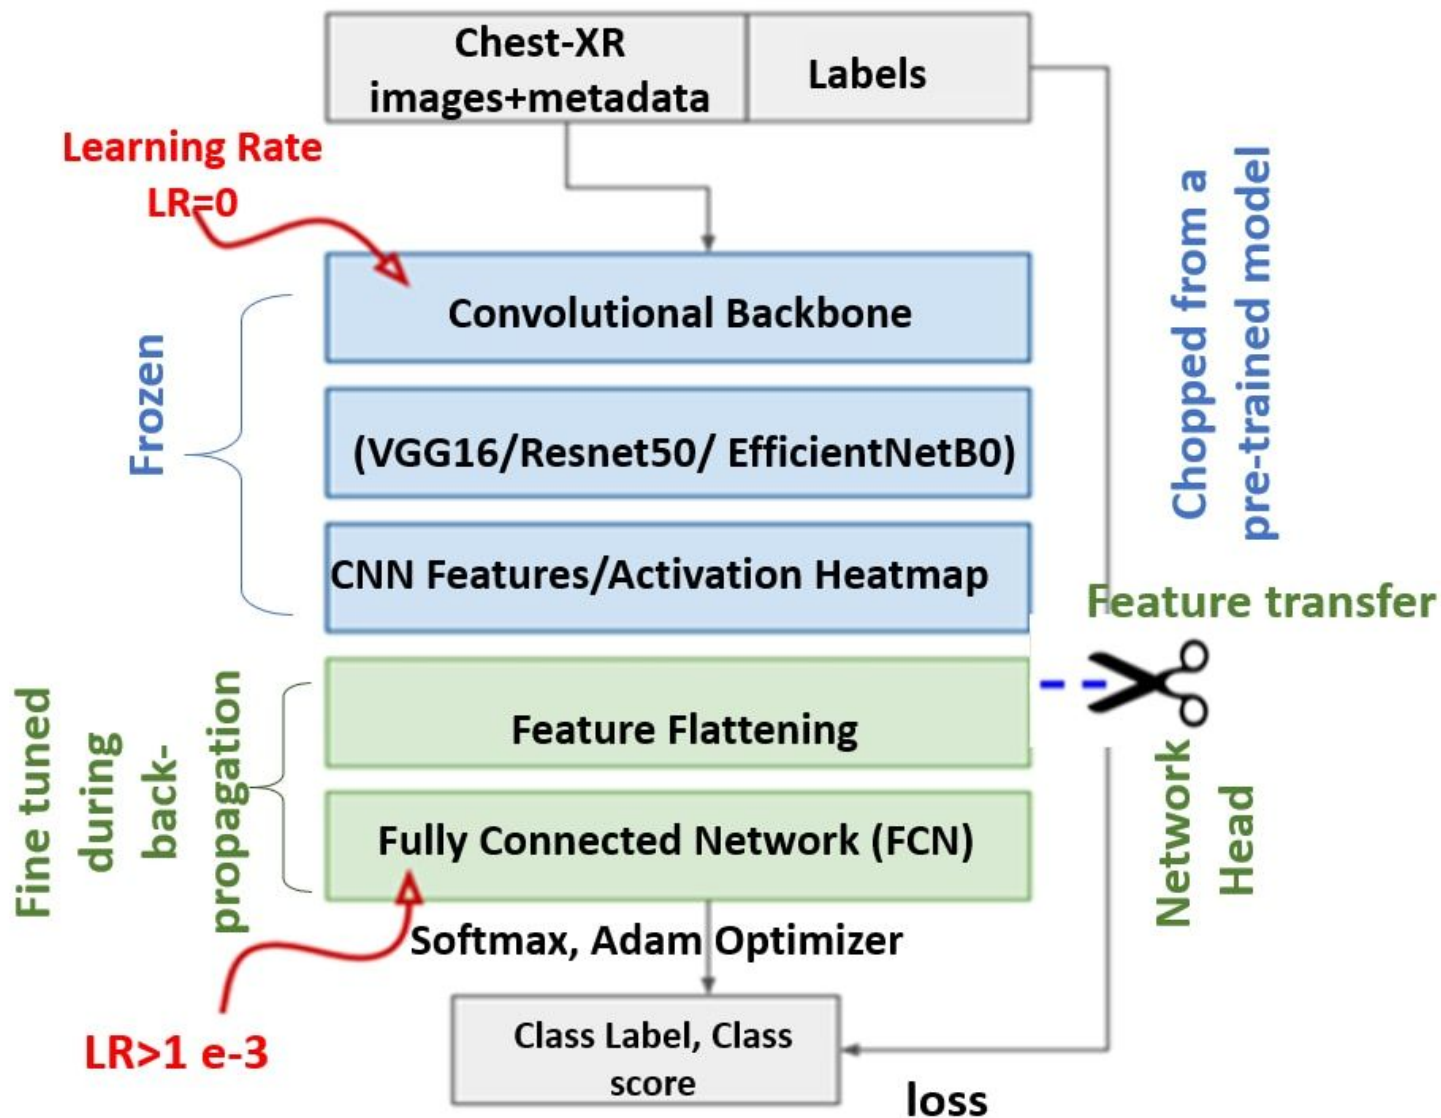 Chest-XR
images+metadata
Labels
Learning Rate
LR=0
Convolutional Backbone
(VGG16/Resnet50/ EfficientNetB0)
CNN Features/Activation Heatmap
Frozen
Chopped from a
pre-trained model
Feature transfer
Feature Flattening
Fully Connected Network (FCN)
Fine tuned
during
back-
propagation
Network
Head
Softmax, Adam Optimizer
LR>1 e-3
Class Label, Class
score
loss